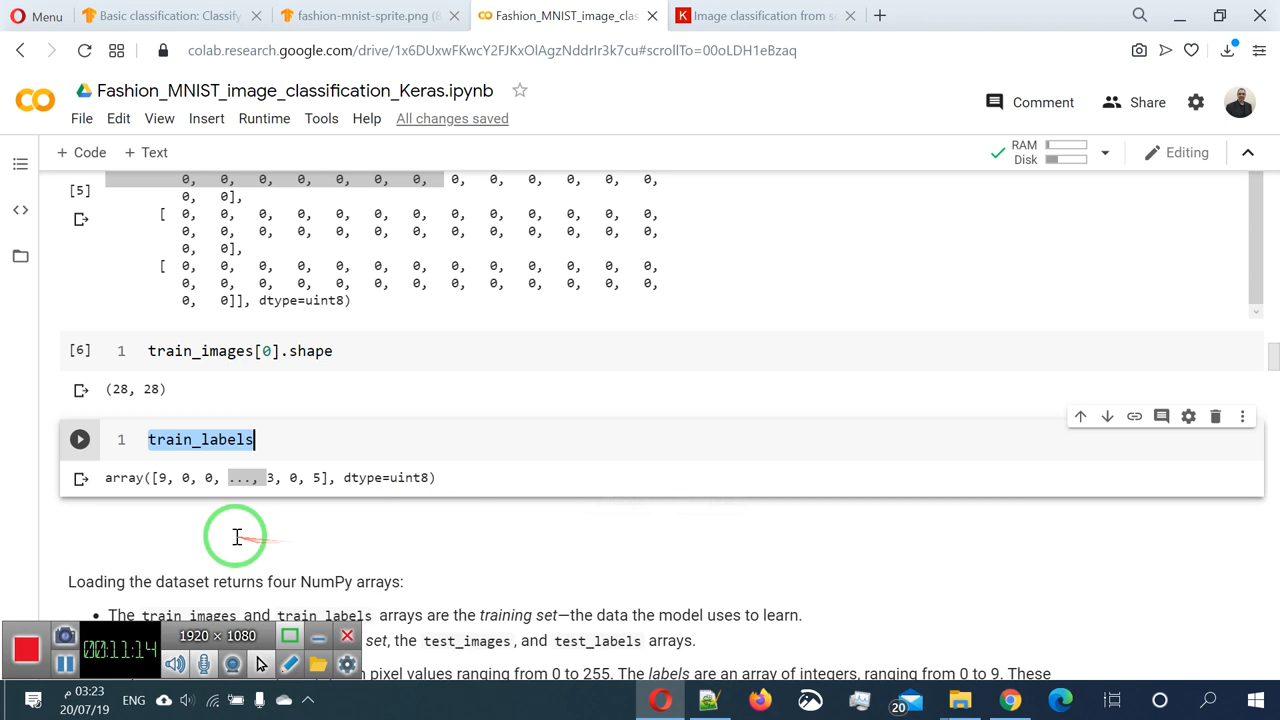 Menu
Basic classification: Classify
fashion-mnist-sprite.png (8
Fashion_MNIST_image_cla
Image classification from s
colab.research.google.com/drive/1x6DUxwFKwcY2FJKxOlAgzNddrIr3k7cu#scrollTo=00oLDH1eBzaq
Fashion_MNIST_image_classification_Keras.ipynb
Comment
Share
File Edit View Insert Runtime Tools Help All changes saved
+ Code + Text
RAM
Disk
Editing
[5]
0, 0, 0, 0, 0, 0, 0, 0, 0, 0, 0, 0, 0,
0, 0],
[ 0, 0, 0, 0, 0, 0, 0, 0, 0, 0, 0, 0, 0,
0, 0, 0, 0, 0, 0, 0, 0, 0, 0, 0, 0, 0,
0, 0],
[ 0, 0, 0, 0, 0, 0, 0, 0, 0, 0, 0, 0, 0,
0, 0, 0, 0, 0, 0, 0, 0, 0, 0, 0, 0, 0,
0, 0]], dtype=uint8)
[6] 1 train_images[0].shape
(28, 28)
1 train_labels
array([9, 0, 0, ..., 3, 0, 5], dtype=uint8)
Loading the dataset returns four NumPy arrays:
• The train_images and train_labels arrays are the training set—the data the model uses to learn.
set, the test_images, and test_labels arrays.
pixel values ranging from 0 to 255. The labels are an array of integers, ranging from 0 to 9. These
00:11:14
1920 × 1080
03:23 م
20/07/19
ENG
20